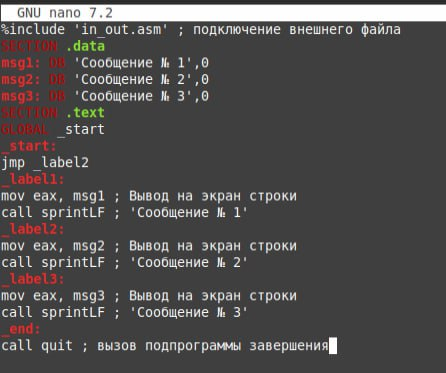 GNU nano 7.2
%include 'in_out.asm' ; подключение внешнего файла
SECTION .data
msg1: DB 'Сообщение № 1',0
msg2: DB 'Сообщение № 2',0
msg3: DB 'Сообщение № 3',0
SECTION .text
GLOBAL _start
_start:
jmp _label2
_label1:
mov eax, msg1 ; Вывод на экран строки
call sprintLF ; 'Сообщение № 1'
_label2:
mov eax, msg2 ; Вывод на экран строки
call sprintLF ; 'Сообщение № 2'
_label3:
mov eax, msg3 ; Вывод на экран строки
call sprintLF ; 'Сообщение № 3'
_end:
call quit ; вызов подпрограммы завершения